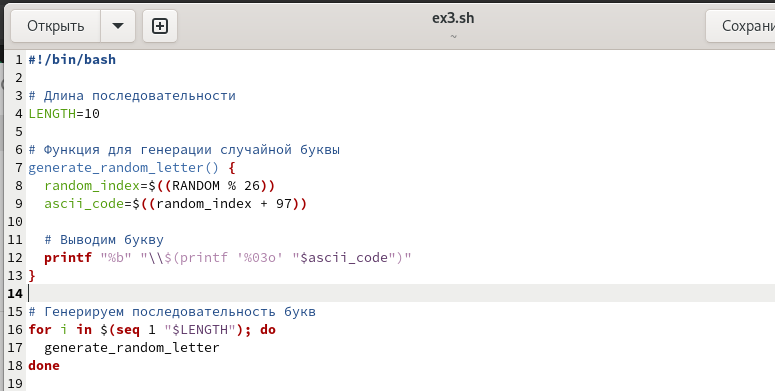 Открыть
ex3.sh
~
Сохрани
1 #!/bin/bash
2
3 # Длина последовательности
4 LENGTH=10
5
6 # Функция для генерации случайной буквы
7 generate_random_letter() {
8   random_index=$((RANDOM % 26))
9   ascii_code=$((random_index + 97))
10
11   # Выводим букву
12   printf "%b" "\\$(printf '%03o' "$ascii_code")"
13 }
14
15 # Генерируем последовательность букв
16 for i in $(seq 1 "$LENGTH"); do
17   generate_random_letter
18 done
19